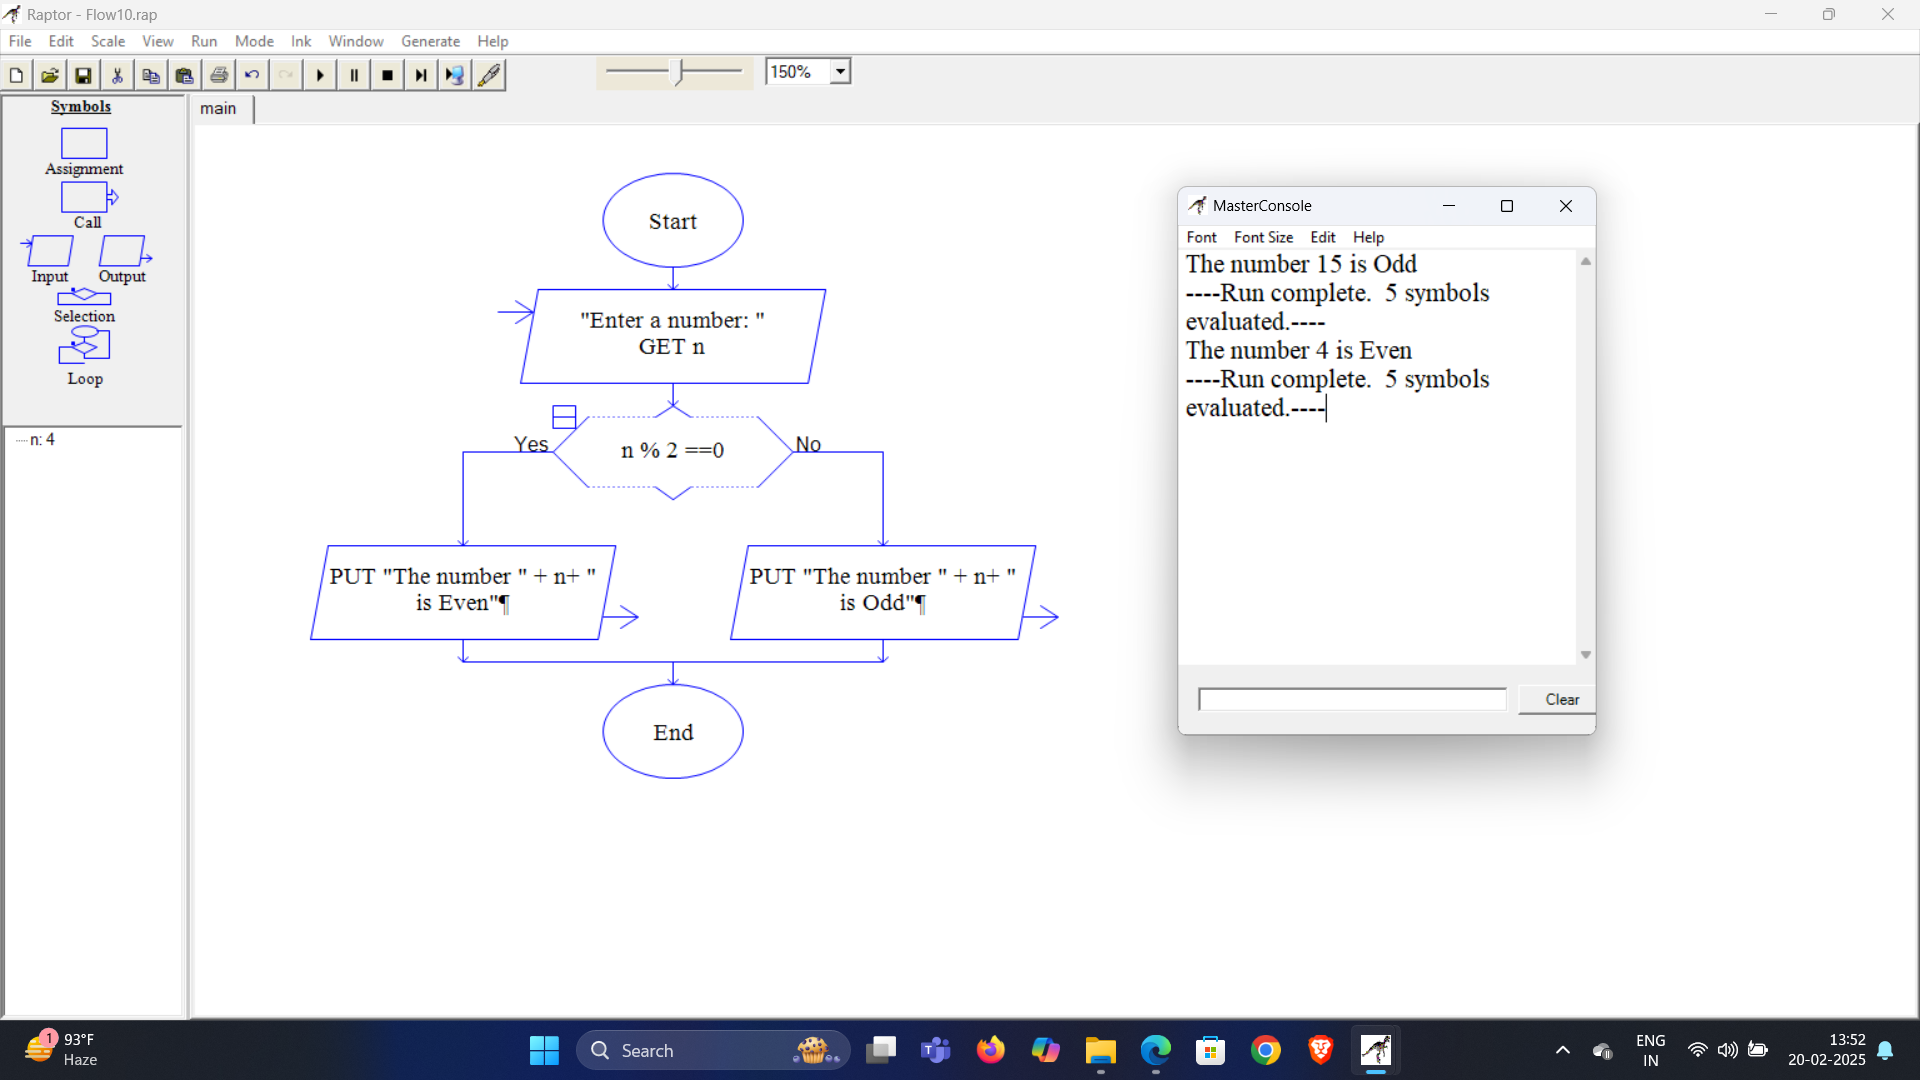 Raptor - Flow10.rap
File Edit Scale View Run Mode Ink Window Generate Help
150%
Symbols
Assignment
Call
Input Output
Selection
Loop
n: 4
main
Start
"Enter a number: "
GET n
Yes
n % 2 ==0
No
PUT "The number " + n+ "
is Even"¶
PUT "The number " + n+ "
is Odd"¶
End
MasterConsole
Font Font Size Edit Help
The number 15 is Odd
----Run complete.  5 symbols
evaluated.----
The number 4 is Even
----Run complete.  5 symbols
evaluated.----
Clear
1
93°F
Haze
Search
ENG
IN
13:52
20-02-2025